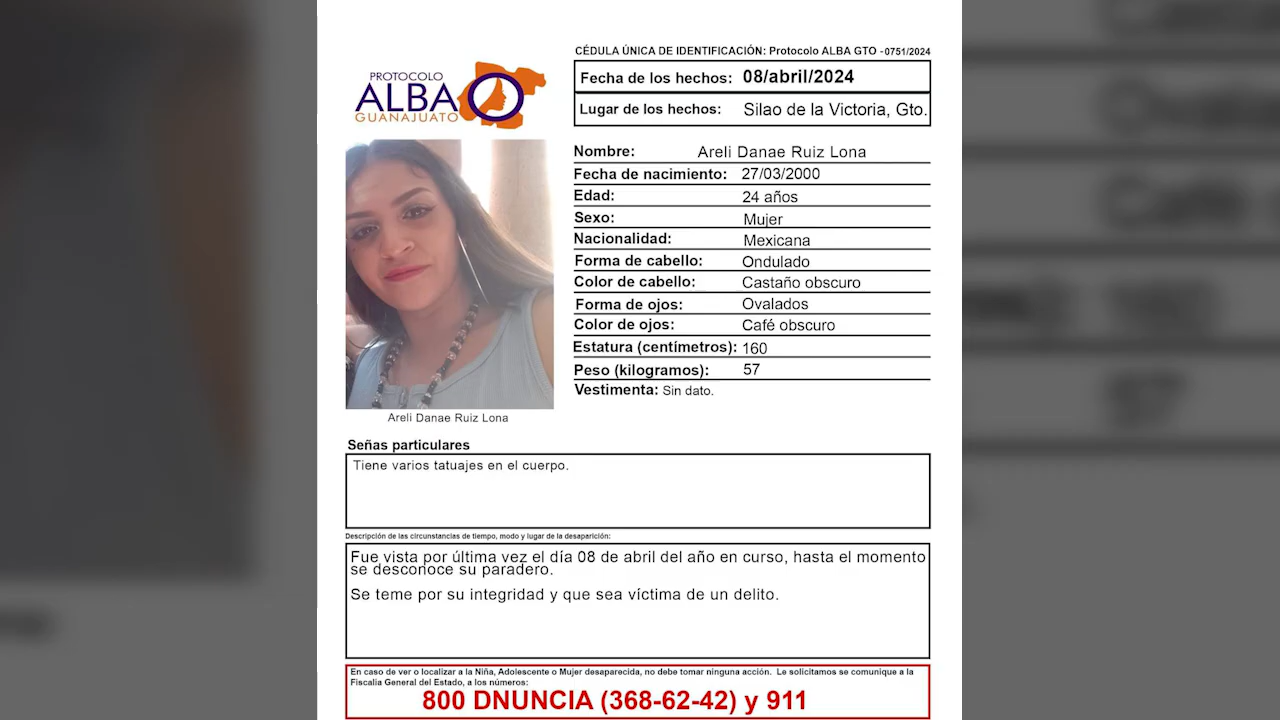 CÉDULA ÚNICA DE IDENTIFICACIÓN: Protocolo ALBA GTO -0751/2024
PROTOCOLO
ALBA
GUANAJUATO
Fecha de los hechos: 08/abril/2024
Lugar de los hechos: Silao de la Victoria, Gto.
Nombre: Areli Danae Ruiz Lona
Fecha de nacimiento: 27/03/2000
Edad: 24 años
Sexo: Mujer
Nacionalidad: Mexicana
Forma de cabello: Ondulado
Color de cabello: Castaño obscuro
Forma de ojos: Ovalados
Color de ojos: Café obscuro
Estatura (centímetros): 160
Peso (kilogramos): 57
Vestimenta: Sin dato.
Areli Danae Ruiz Lona
Señas particulares
Tiene varios tatuajes en el cuerpo.
Descripción de las circunstancias de tiempo, modo y lugar de la desaparición:
Fue vista por última vez el día 08 de abril del año en curso, hasta el momento
se desconoce su paradero.
Se teme por su integridad y que sea víctima de un delito.
En caso de ver o localizar a la Niña, Adolescente o Mujer desaparecida, no debe tomar ninguna acción. Le solicitamos se comunique a la
Fiscalía General del Estado, a los números:
800 DNUNCIA (368-62-42) y 911